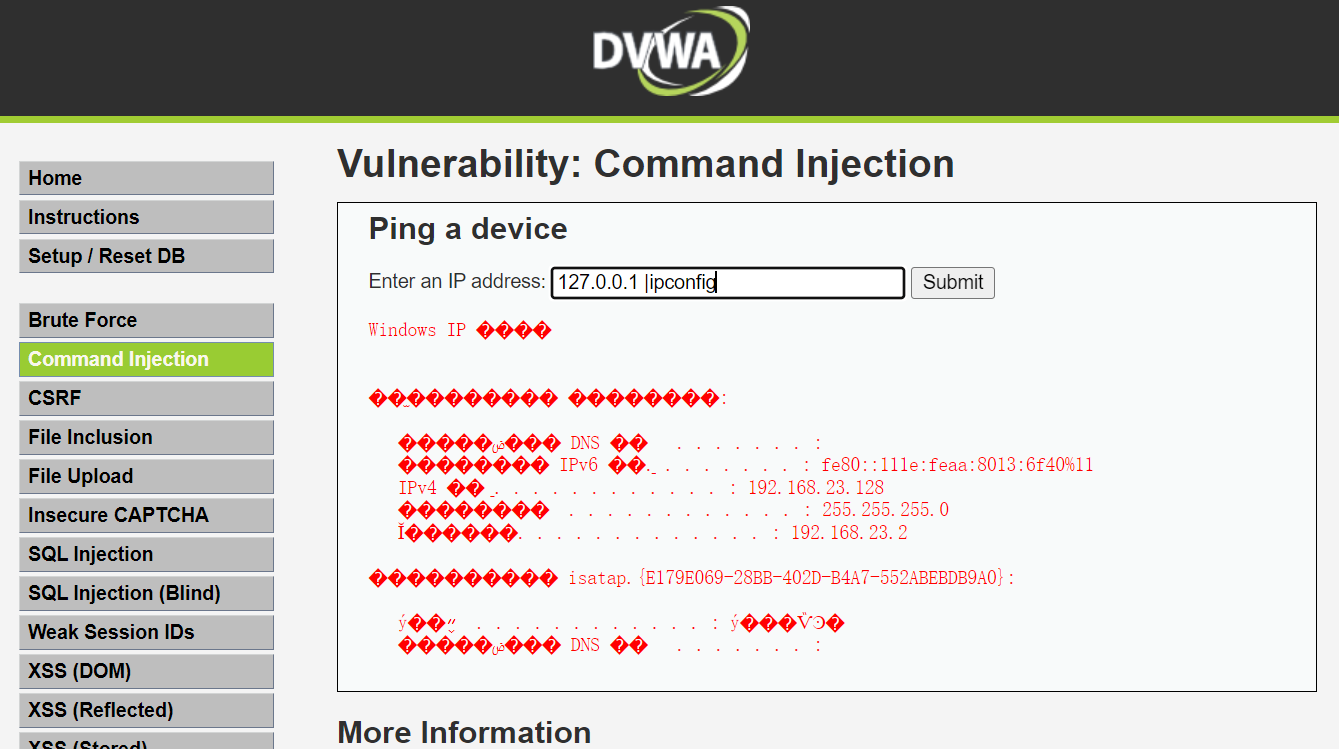 DVWA
Home
Instructions
Setup / Reset DB
Brute Force
Command Injection
CSRF
File Inclusion
File Upload
Insecure CAPTCHA
SQL Injection
SQL Injection (Blind)
Weak Session IDs
XSS (DOM)
XSS (Reflected)
XSS (Stored)
Vulnerability: Command Injection
Ping a device
Enter an IP address: 127.0.0.1 |ipconfig Submit
Windows IP ����
DNS �� . . . . . . . :
IPv6 ��. . . . . . . . : fe80::111e:feaa:8013:6f40%11
IPv4 �� . . . . . . . . . . . . : 192.168.23.128
�������� . . . . . . . . . . . . : 255.255.255.0
. . . . . . . . . . . . . : 192.168.23.2
isatap.{E179E069-28BB-402D-B4A7-552ABEBDB9A0}:
DNS �� . . . . . . . :
More Information